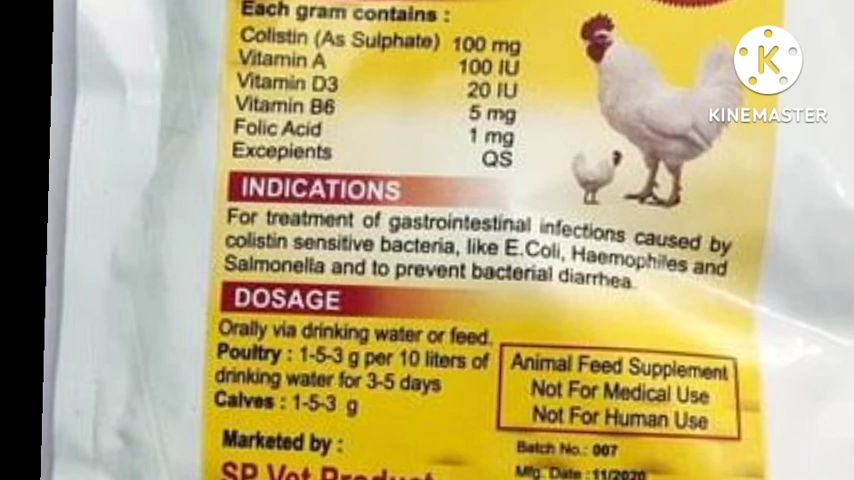 Each gram contains :
Colistin (As Sulphate) 100 mg
Vitamin A 100 IU
Vitamin D3 20 IU
Vitamin B6 5 mg
Folic Acid 1 mg
Excepients QS
INDICATIONS
For treatment of gastrointestinal infections caused by
colistin sensitive bacteria, like E.Coli, Haemophiles and
Salmonella and to prevent bacterial diarrhea.
DOSAGE
Orally via drinking water or feed.
Poultry : 1-5-3 g per 10 liters of
drinking water for 3-5 days
Calves : 1-5-3 g
Animal Feed Supplement
Not For Medical Use
Not For Human Use
Marketed by :
SP Vet Product
Batch No.: 007
Mfg. Date : 11/2020
K
KINEMASTER